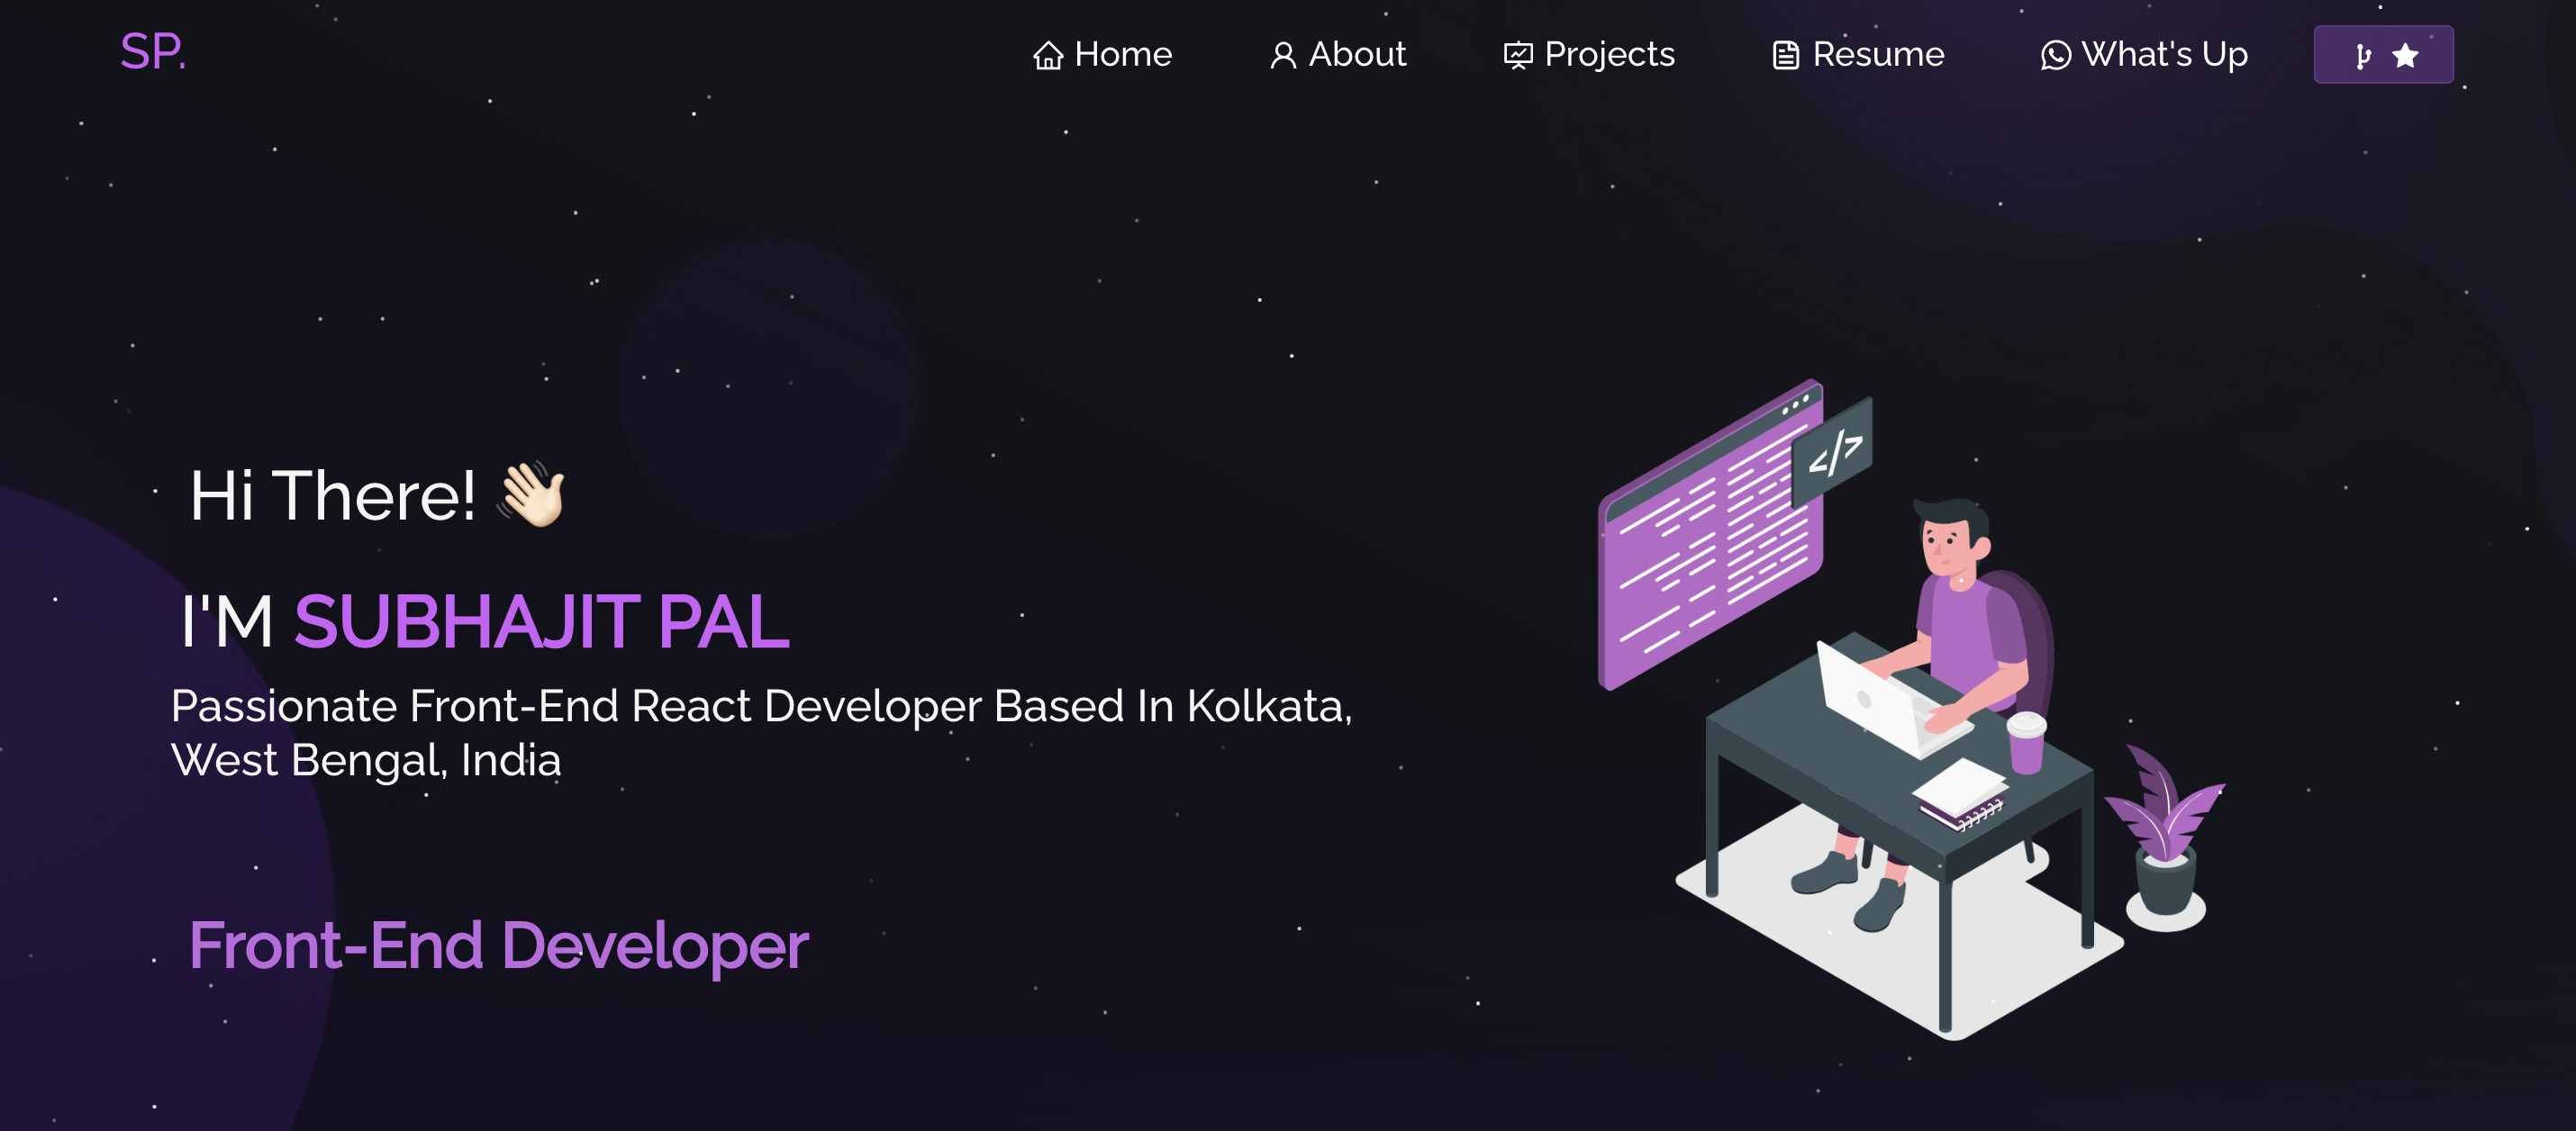 SP.
Home
About
Projects
Resume
What's Up
</>
Hi There! 👋🏻
I'M SUBHAJIT PAL
Passionate Front-End React Developer Based In Kolkata,
West Bengal, India
Front-End Developer